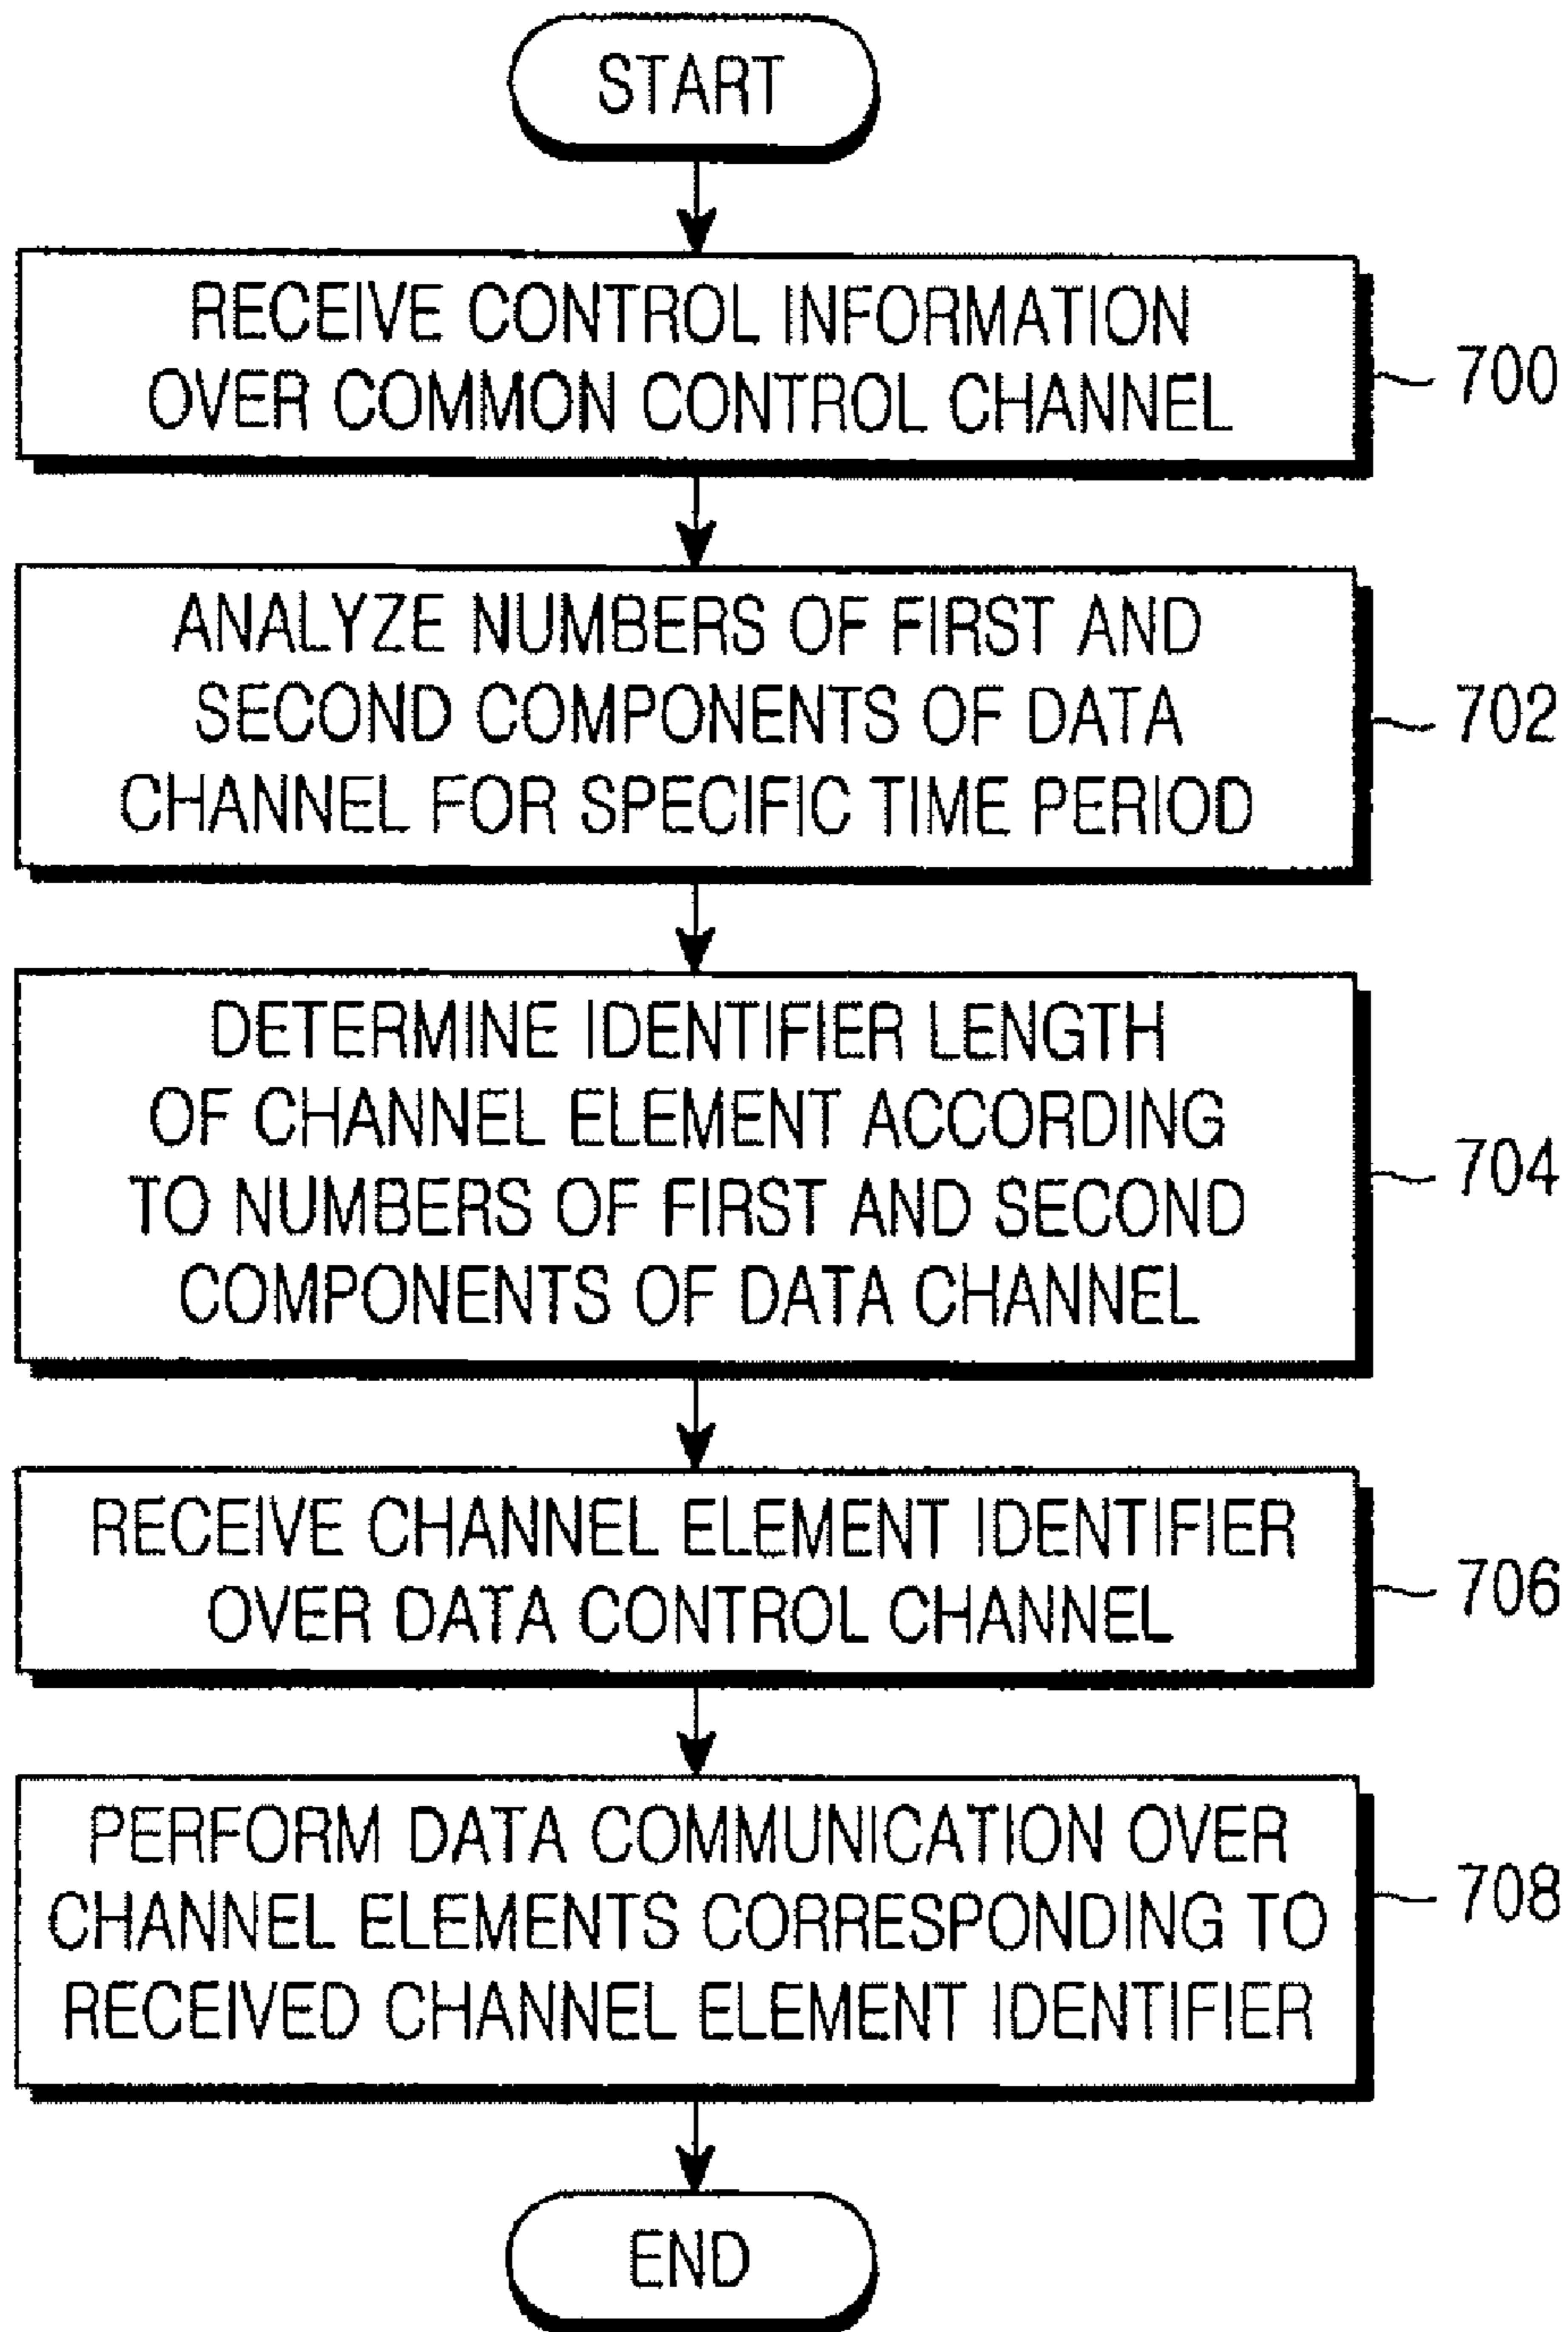 START
RECEIVE CONTROL INFORMATION
OVER COMMON CONTROL CHANNEL
700
ANALYZE NUMBERS OF FIRST AND
SECOND COMPONENTS OF DATA
CHANNEL FOR SPECIFIC TIME PERIOD
702
DETERMINE IDENTIFIER LENGTH
OF CHANNEL ELEMENT ACCORDING
TO NUMBERS OF FIRST AND SECOND
COMPONENTS OF DATA CHANNEL
704
RECEIVE CHANNEL ELEMENT IDENTIFIER
OVER DATA CONTROL CHANNEL
706
PERFORM DATA COMMUNICATION OVER
CHANNEL ELEMENTS CORRESPONDING TO
RECEIVED CHANNEL ELEMENT IDENTIFIER
708
END